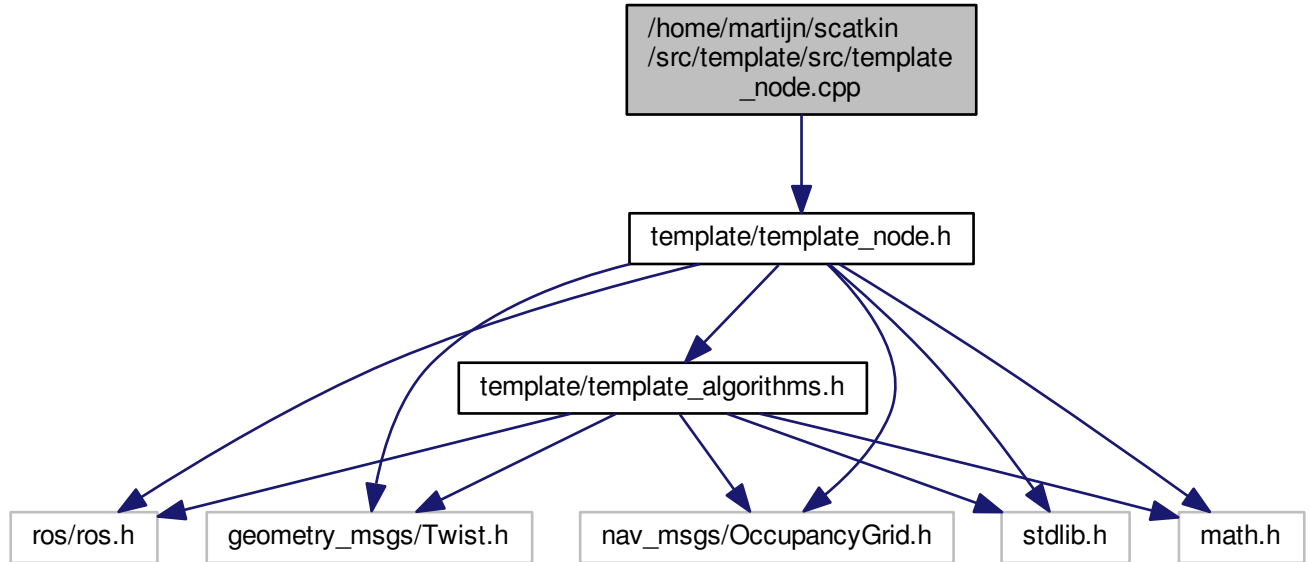 /home/martijn/scatkin
/src/template/src/template
_node.cpp
template/template_node.h
template/template_algorithms.h
ros/ros.h
geometry_msgs/Twist.h
nav_msgs/OccupancyGrid.h
stdlib.h
math.h